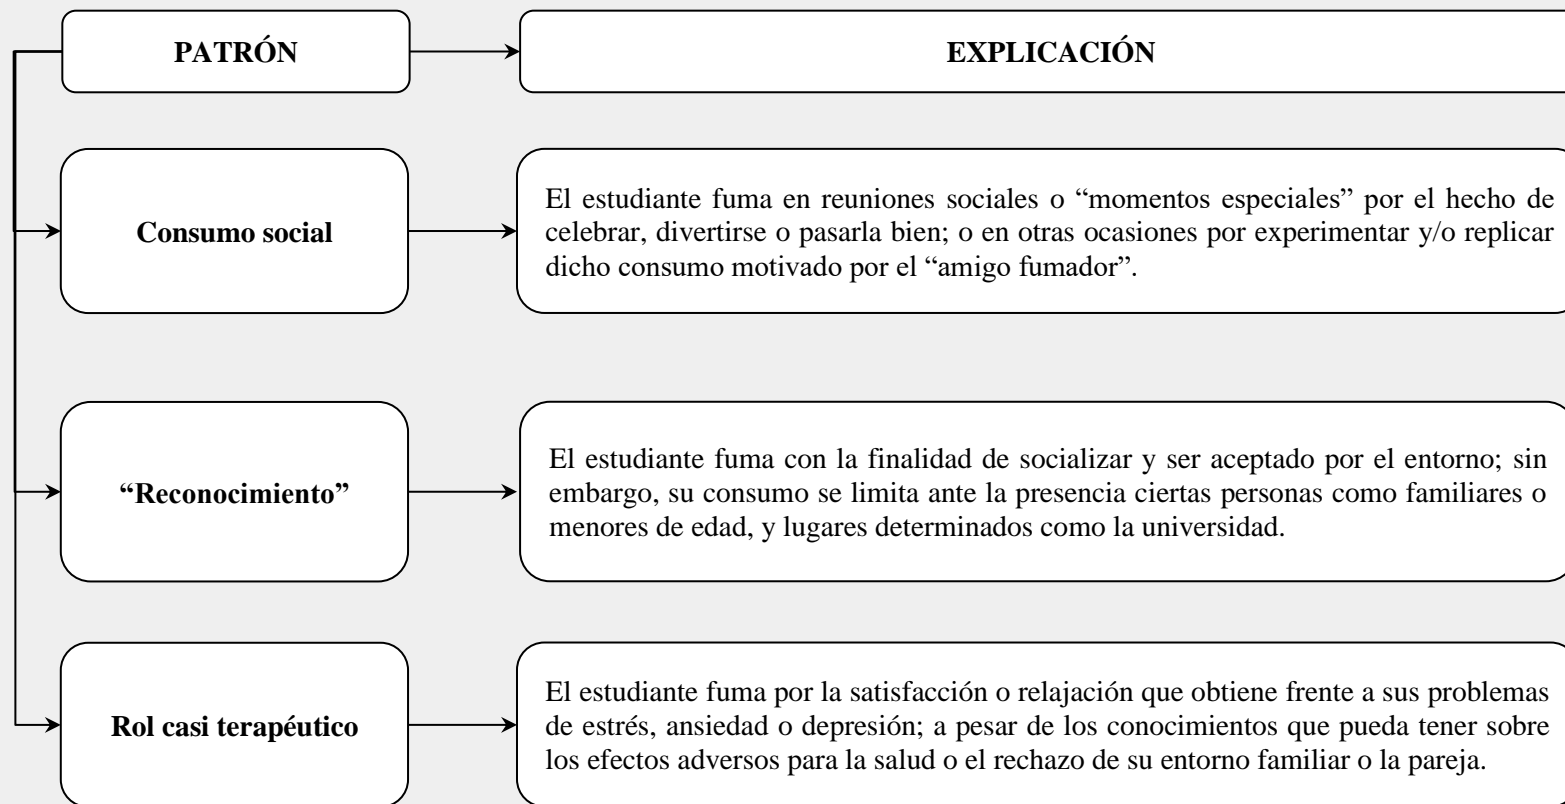 PATRÓN
EXPLICACIÓN
Consumo social
El estudiante fuma en reuniones sociales o “momentos especiales” por el hecho de
celebrar, divertirse o pasarla bien; o en otras ocasiones por experimentar y/o replicar
dicho consumo motivado por el “amigo fumador”.
“Reconocimiento”
El estudiante fuma con la finalidad de socializar y ser aceptado por el entorno; sin
embargo, su consumo se limita ante la presencia ciertas personas como familiares o
menores de edad, y lugares determinados como la universidad.
Rol casi terapéutico
El estudiante fuma por la satisfacción o relajación que obtiene frente a sus problemas
de estrés, ansiedad o depresión; a pesar de los conocimientos que pueda tener sobre
los efectos adversos para la salud o el rechazo de su entorno familiar o la pareja.